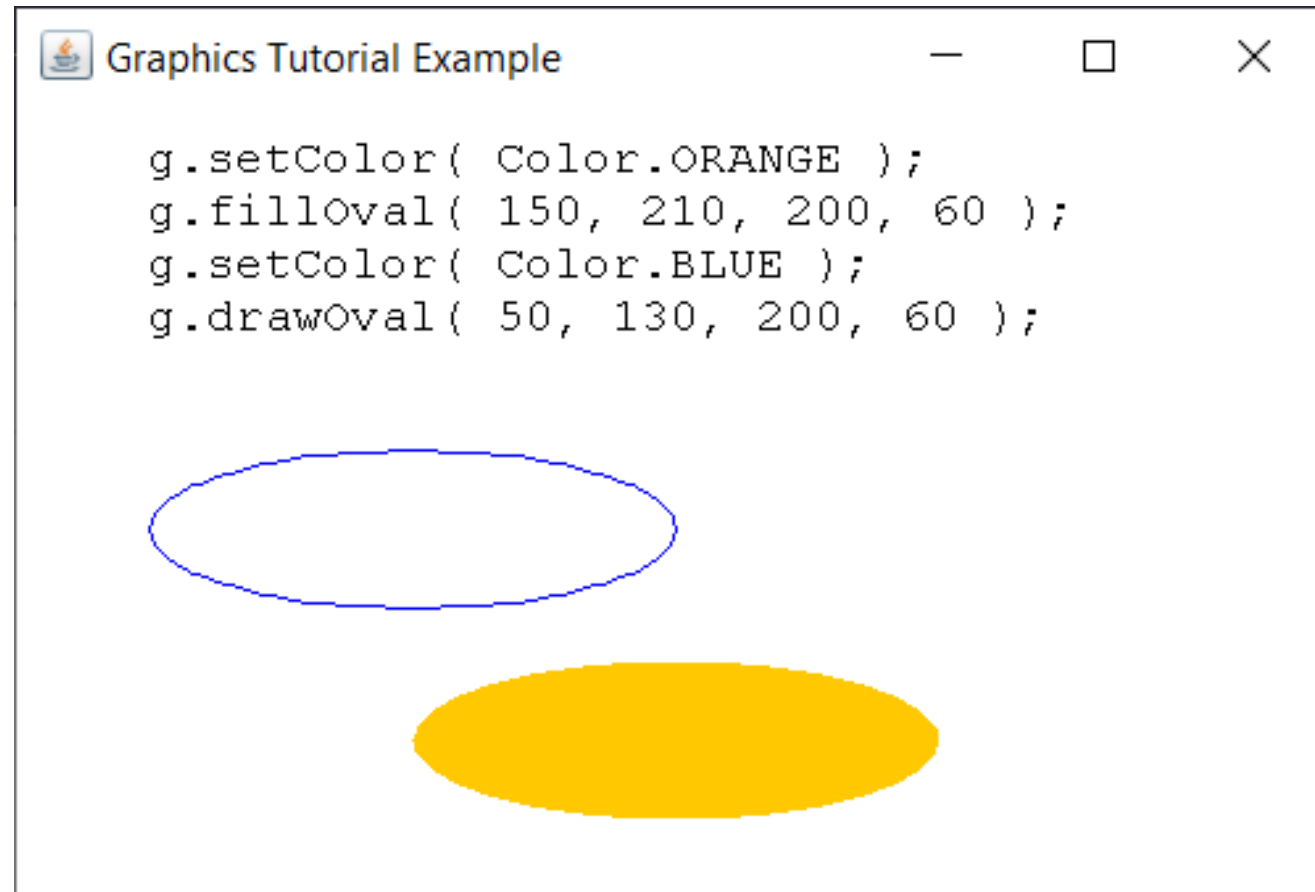 Graphics Tutorial Example
g.setColor( Color.ORANGE );
g.fillOval( 150, 210, 200, 60 );
g.setColor( Color.BLUE );
g.drawOval( 50, 130, 200, 60 );